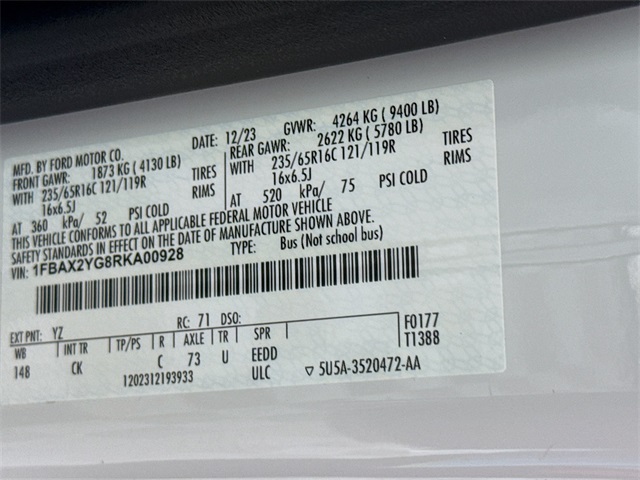 MFD. BY FORD MOTOR CO.
DATE: 12/23
GVWR: 4264 KG ( 9400 LB)
FRONT GAWR: 1873 KG ( 4130 LB)
WITH 235/65R16C 121/119R TIRES
16x6.5J RIMS
AT 360 kPa/ 52 PSI COLD
REAR GAWR: 2622 KG ( 5780 LB)
WITH 235/65R16C 121/119R TIRES
16x6.5J RIMS
AT 520 kPa/ 75 PSI COLD
THIS VEHICLE CONFORMS TO ALL APPLICABLE FEDERAL MOTOR VEHICLE
SAFETY STANDARDS IN EFFECT ON THE DATE OF MANUFACTURE SHOWN ABOVE.
VIN: 1FBAX2YG8RKA00928
TYPE: Bus (Not school bus)
EXT PNT: YZ RC: 71 DSO:
WB INT TR TP/PS R AXLE TR SPR
148 CK C 73 U EEDD
ULC
F0177
T1388
1202312193933
▽ 5U5A-3520472-AA